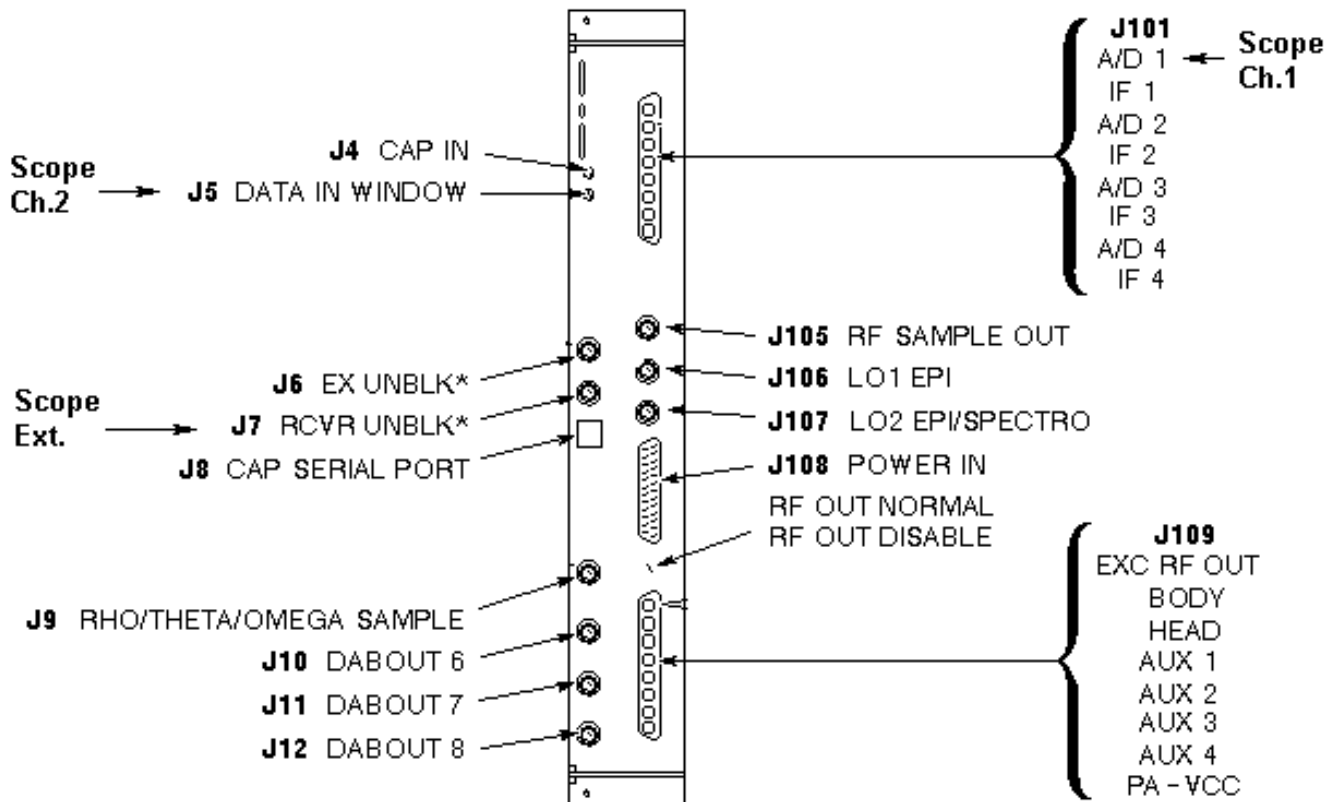 J4 CAP IN
Scope
Ch.2
J5 DATA IN WINDOW
J6 EX UNBLK*
Scope
Ext.
J7 RCVR UNBLK*
J8 CAP SERIAL PORT
J9 RHO/THETA/OMEGA SAMPLE
J10 DABOUT 6
J11 DABOUT 7
J12 DABOUT 8
J101
A/D 1
Scope
Ch.1
IF 1
A/D 2
IF 2
A/D 3
IF 3
A/D 4
IF 4
J105 RF SAMPLE OUT
J106 LO1 EPI
J107 LO2 EPI/SPECTRO
J108 POWER IN
RF OUT NORMAL
RF OUT DISABLE
J109
EXC RF OUT
BODY
HEAD
AUX 1
AUX 2
AUX 3
AUX 4
PA-VCC